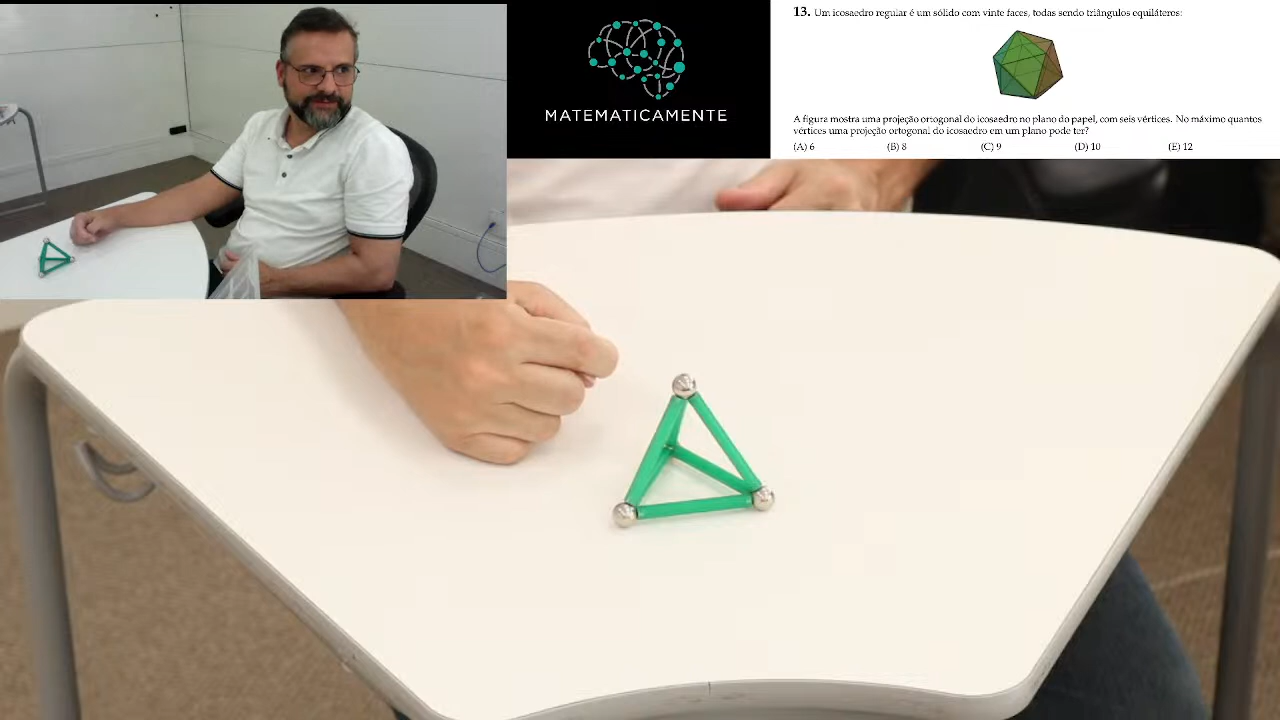 MATEMATICAMENTE
13. Um icosaedro regular é um sólido com vinte faces, todas sendo triângulos equiláteros:
A figura mostra uma projeção ortogonal do icosaedro no plano do papel, com seis vértices. No máximo quantos
vértices uma projeção ortogonal do icosaedro em um plano pode ter?
(A) 6 (B) 8 (C) 9 (D) 10 (E) 12